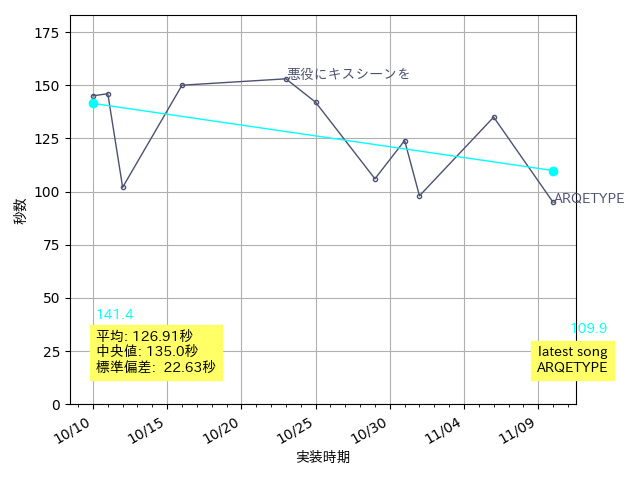 175
150
125
100
75
50
25
0
秒数
悪役にキスシーンを
ARQETYPE
141.4
109.9
平均: 126.91秒
中央値: 135.0秒
標準偏差:  22.63秒
latest song
ARQETYPE
10/10
10/15
10/20
10/25
10/30
11/04
11/09
実装時期